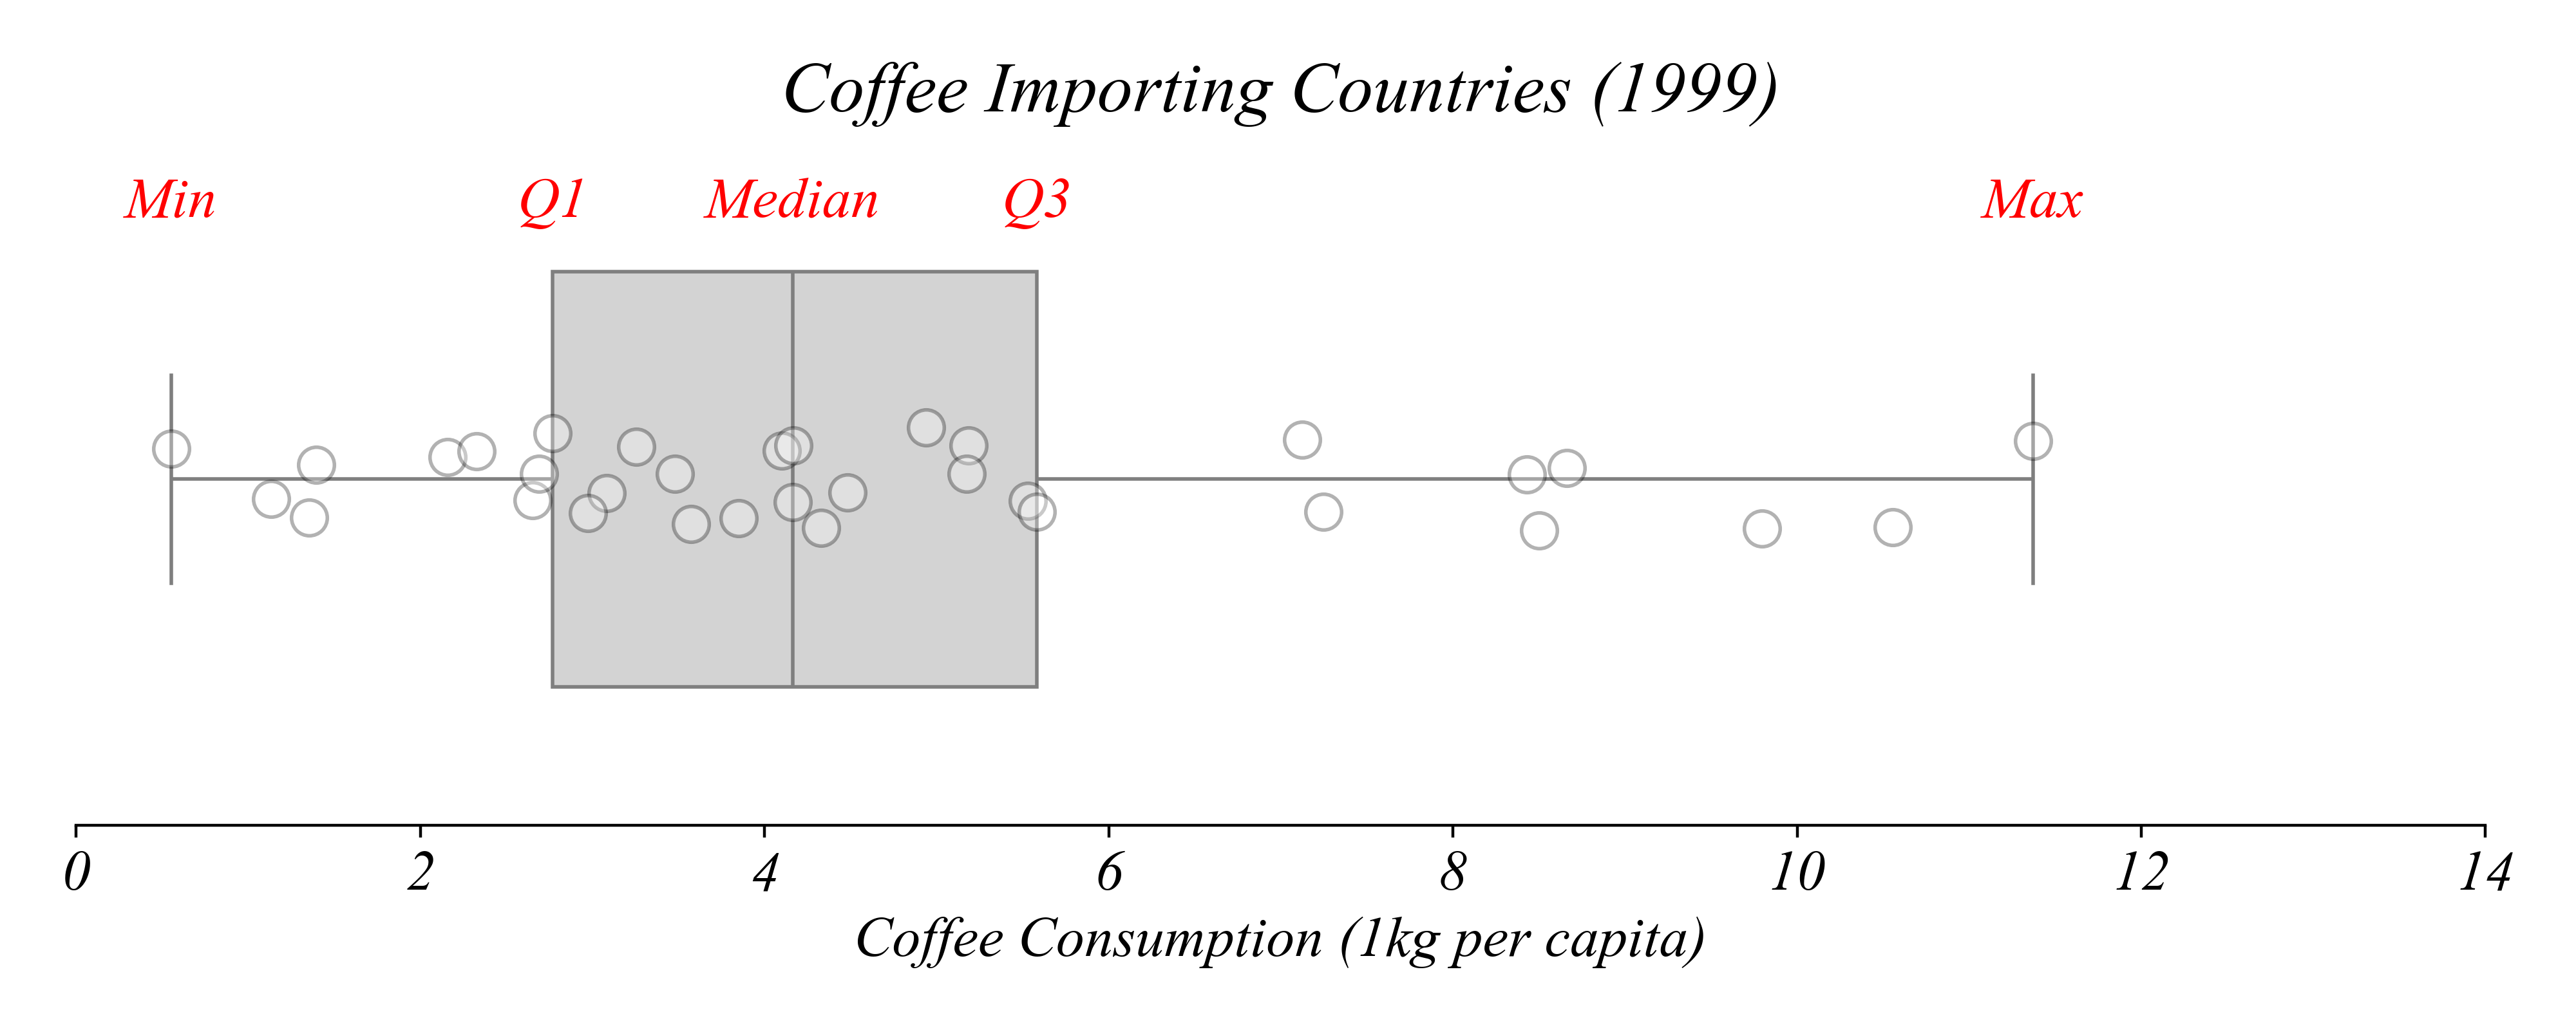 Coffee Importing Countries (1999)
Min Q1 Median Q3 Max
0 2 4 6 8 10 12 14
Coffee Consumption (1kg per capita)